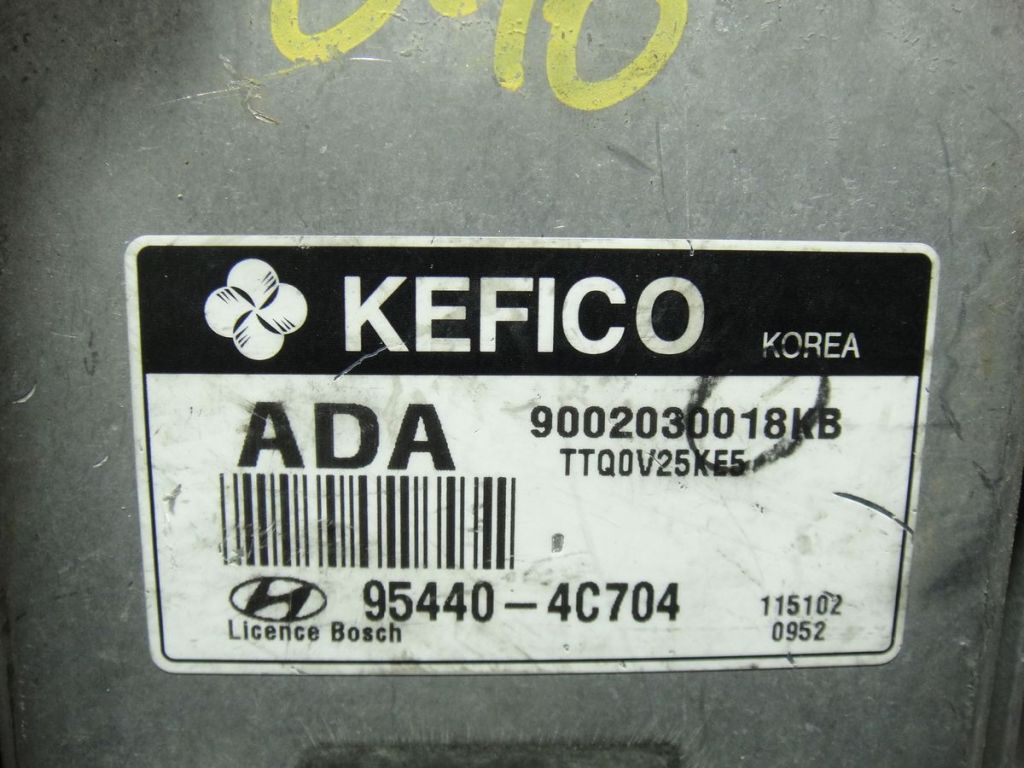 KEFICO KOREA
ADA 9002030018KB
TTQ0V25KE5
95440-4C704 115102
Licence Bosch 0952